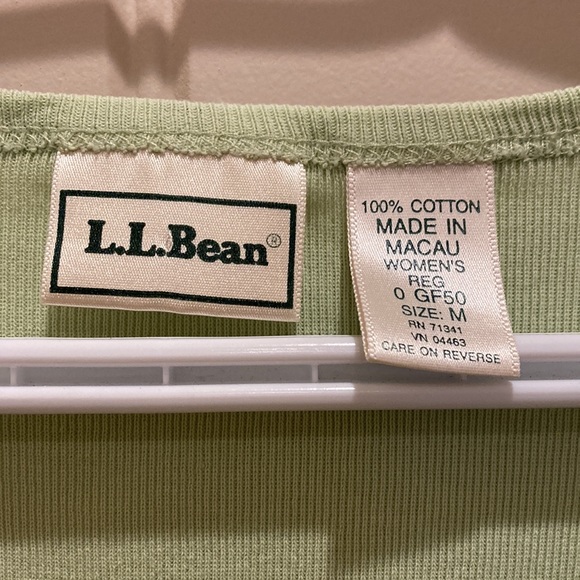 L.L.Bean®
100% COTTON
MADE IN
MACAU
WOMEN'S
REG
0 GF50
SIZE: M
RN 71341
VN 04463
CARE ON REVERSE